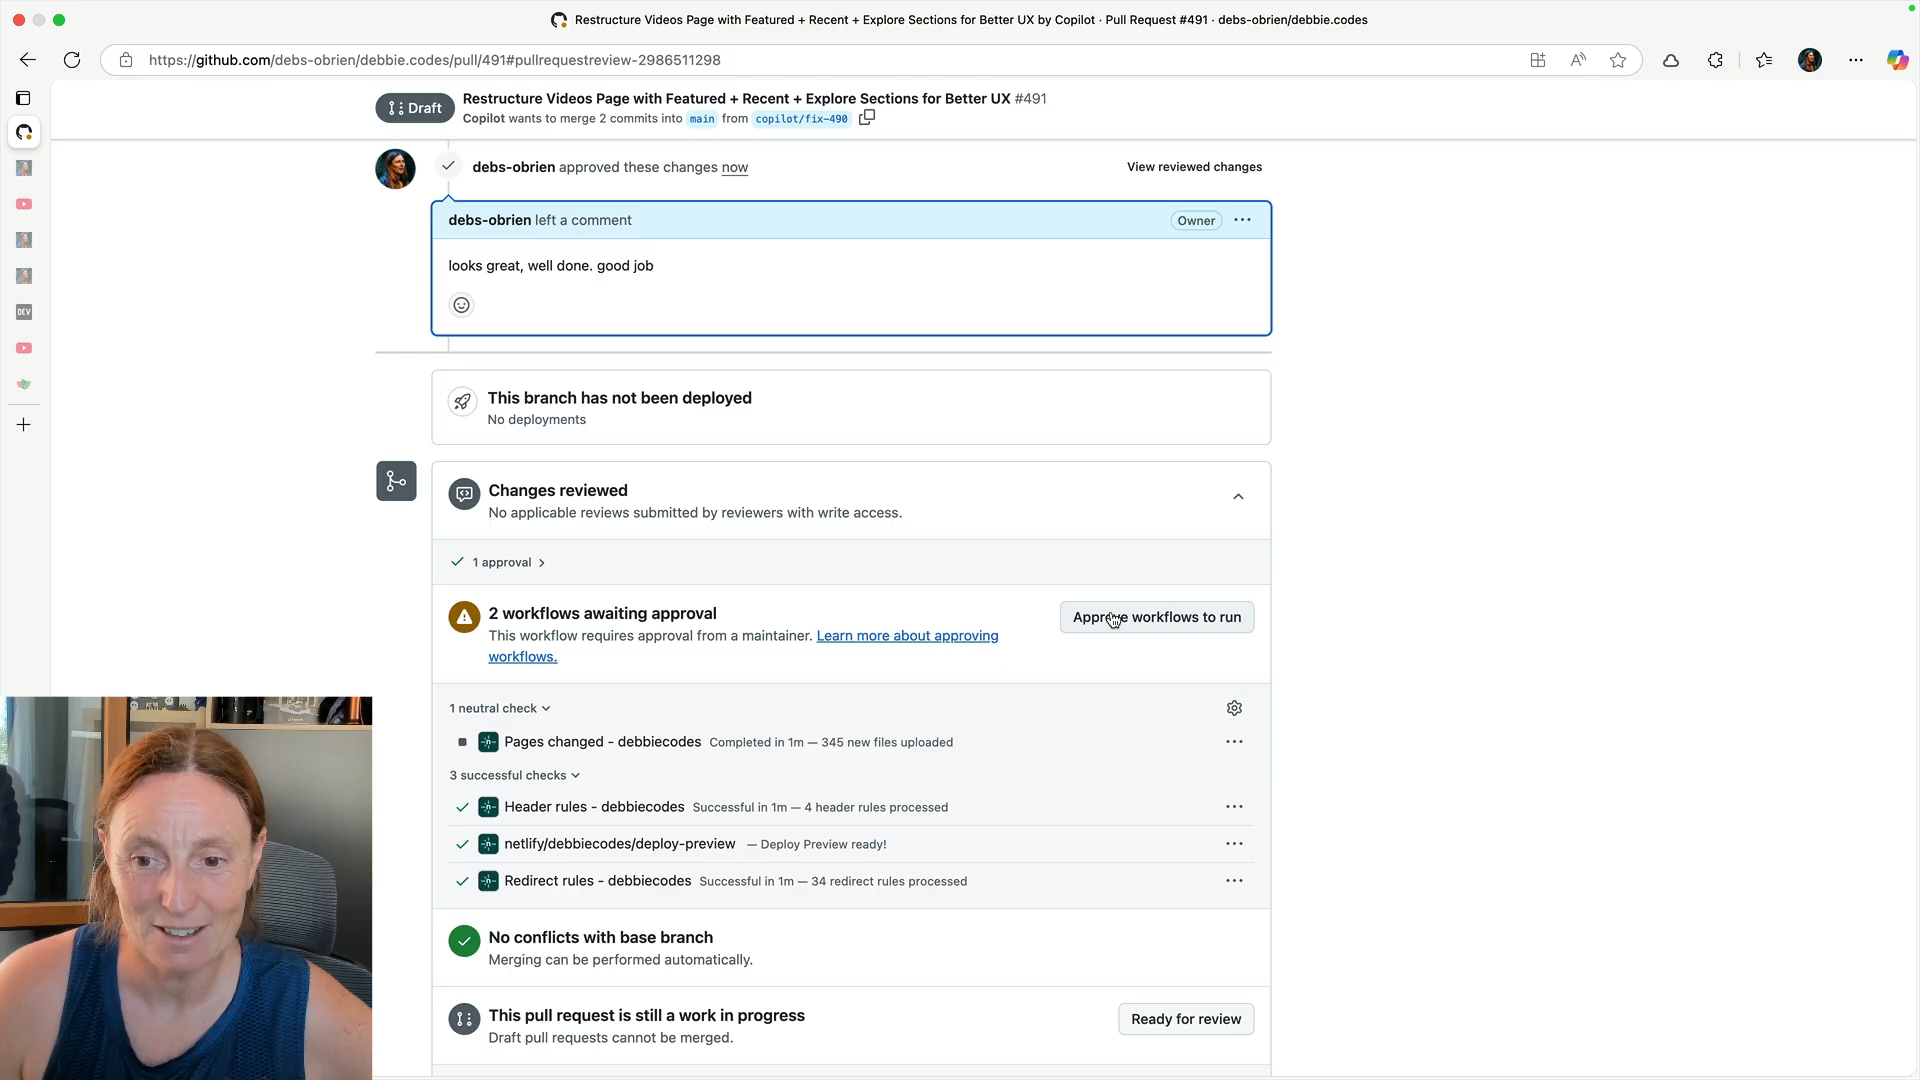 Restructure Videos Page with Featured + Recent + Explore Sections for Better UX by Copilot · Pull Request #491 · debs-obrien/debbie.codes
https://github.com/debs-obrien/debbie.codes/pull/491#pullrequestreview-2986511298
Draft
Restructure Videos Page with Featured + Recent + Explore Sections for Better UX #491
Copilot wants to merge 2 commits into main from copilot/fix-490
debs-obrien approved these changes now
View reviewed changes
debs-obrien left a comment
Owner
looks great, well done. good job
DEV
This branch has not been deployed
No deployments
Changes reviewed
No applicable reviews submitted by reviewers with write access.
1 approval
2 workflows awaiting approval
This workflow requires approval from a maintainer. Learn more about approving
workflows.
Approve workflows to run
1 neutral check
Pages changed - debbiecodes Completed in 1m — 345 new files uploaded
3 successful checks
Header rules - debbiecodes Successful in 1m — 4 header rules processed
netlify/debbiecodes/deploy-preview — Deploy Preview ready!
Redirect rules - debbiecodes Successful in 1m — 34 redirect rules processed
No conflicts with base branch
Merging can be performed automatically.
This pull request is still a work in progress
Draft pull requests cannot be merged.
Ready for review